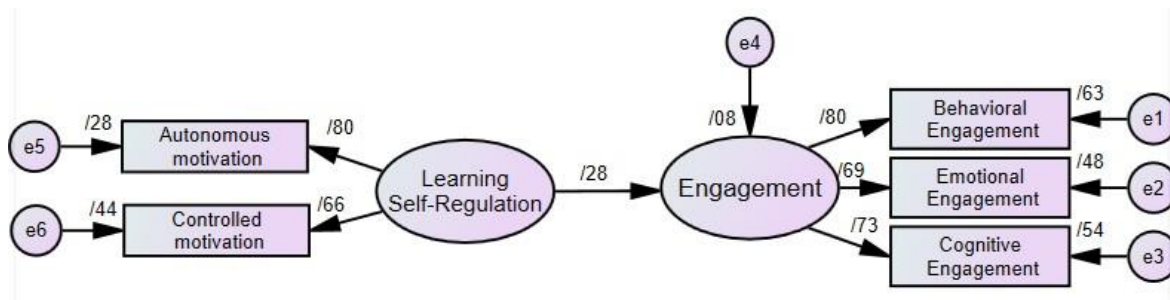 e4
/28
/80
/08
/80
/63
e5
Autonomous
motivation
Behavioral
Engagement
e1
Learning
Self-Regulation
/28
Engagement
/69
Emotional
Engagement
/48
e2
/44
/66
e6
Controlled
motivation
/73
Cognitive
Engagement
/54
e3